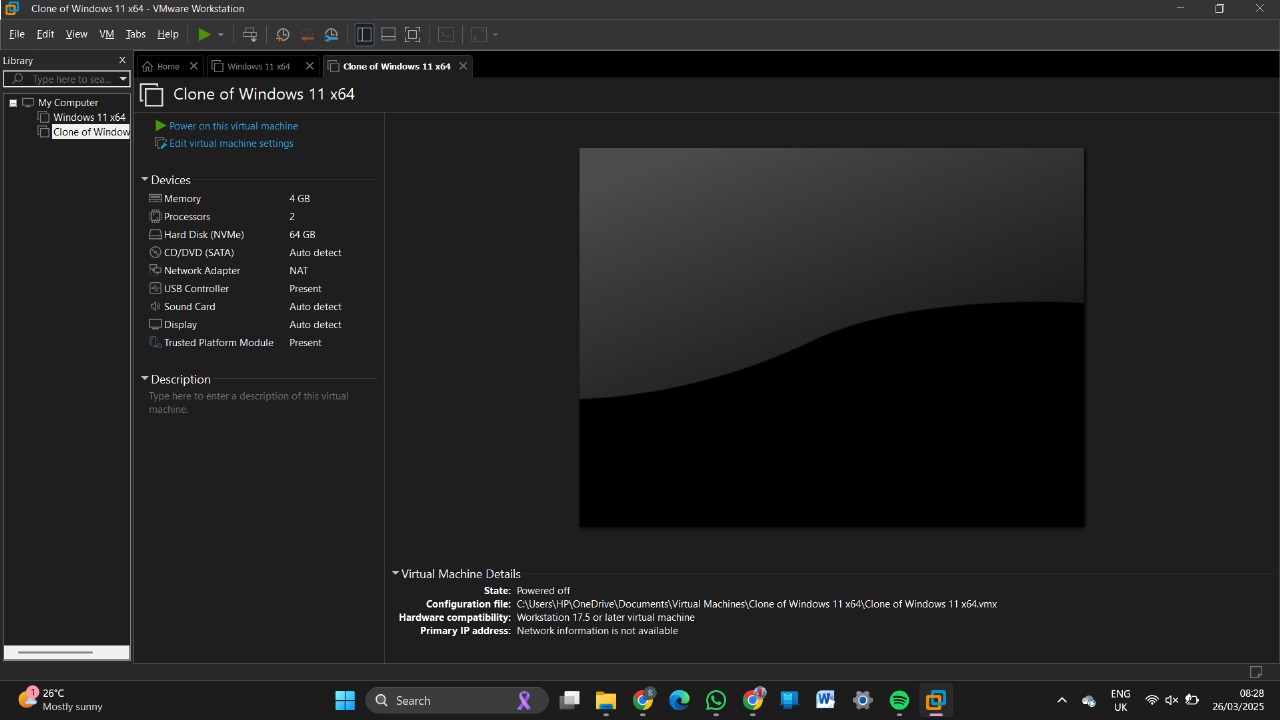 Clone of Windows 11 x64 - VMware Workstation
File Edit View VM Tabs Help
Library
Type here to sea...
Home Windows 11 x64 Clone of Windows 11 x64
My Computer
Windows 11 x64
Clone of Window
Clone of Windows 11 x64
Power on this virtual machine
Edit virtual machine settings
Devices
Memory 4 GB
Processors 2
Hard Disk (NVMe) 64 GB
CD/DVD (SATA) Auto detect
Network Adapter NAT
USB Controller Present
Sound Card Auto detect
Display Auto detect
Trusted Platform Module Present
Description
Type here to enter a description of this virtual
machine.
Virtual Machine Details
State: Powered off
Configuration file: C:\Users\HP\OneDrive\Documents\Virtual Machines\Clone of Windows 11 x64\Clone of Windows 11 x64.vmx
Hardware compatibility: Workstation 17.5 or later virtual machine
Primary IP address: Network information is not available
1
26°C
Mostly sunny
Search
S
W
ENG
UK
08:28
26/03/2025